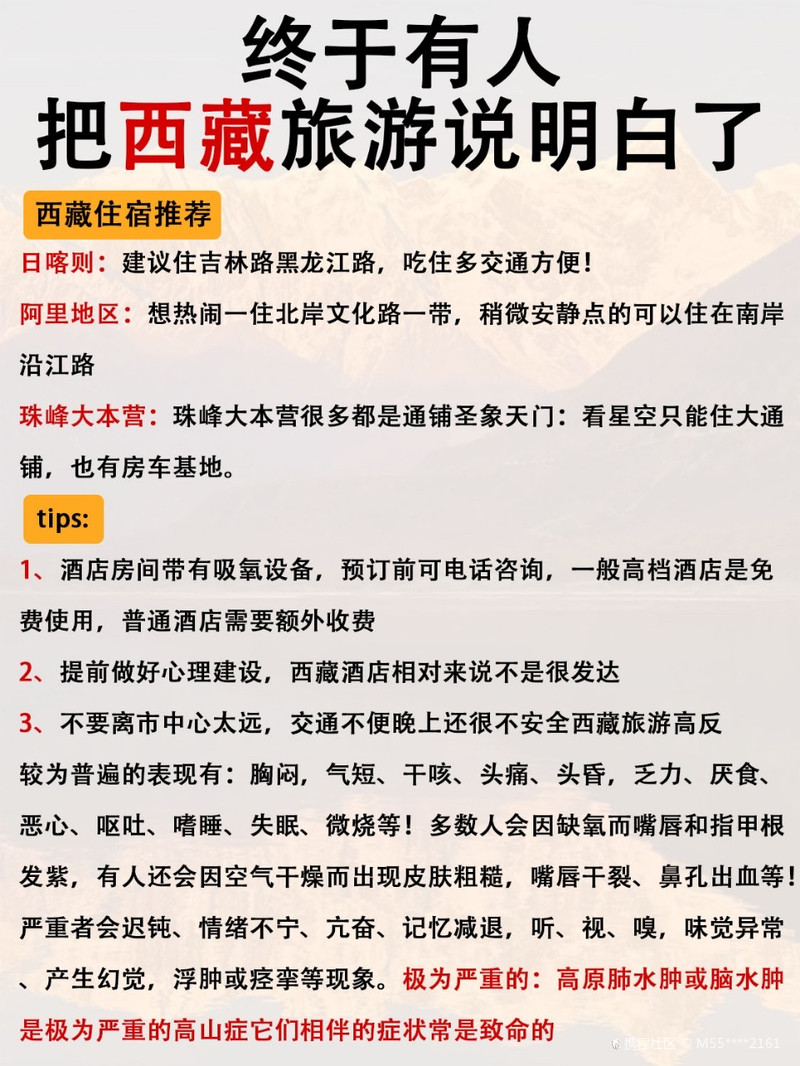 终于有人
把西藏旅游说明白了
西藏住宿推荐
日喀则：建议住吉林路黑龙江路，吃住多交通方便！
阿里地区：想热闹一住北岸文化路一带，稍微安静点的可以住在南岸
沿江路
珠峰大本营：珠峰大本营很多都是通铺圣象天门：看星空只能住大通
铺，也有房车基地。
tips:
1、酒店房间带有吸氧设备，预订前可电话咨询，一般高档酒店是免
费使用，普通酒店需要额外收费
2、提前做好心理建设，西藏酒店相对来说不是很发达
3、不要离市中心太远，交通不便晚上还很不安全西藏旅游高反
较为普遍的表现有：胸闷，气短、干咳、头痛、头昏，乏力、厌食、
恶心、呕吐、嗜睡、失眠、微烧等！多数人会因缺氧而嘴唇和指甲根
发紫，有人还会因空气干燥而出现皮肤粗糙，嘴唇干裂、鼻孔出血等！
严重者会迟钝、情绪不宁、亢奋、记忆减退，听、视、嗅，味觉异常
、产生幻觉，浮肿或痉挛等现象。极为严重的：高原肺水肿或脑水肿
是极为严重的高山症它们相伴的症状常是致命的
携程社区 © M55****2161